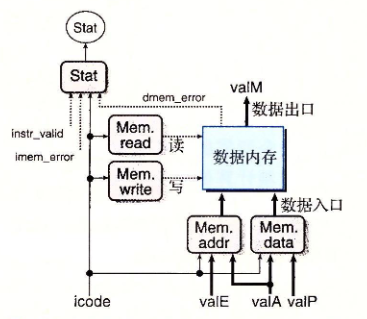 Stat
Stat
valM
dmem_error
数据出口
instr_valid
imem_error
Mem.
read
读
数据内存
Mem.
write
写
数据入口
Mem.
addr
Mem.
data
icode
valE
valA
valP